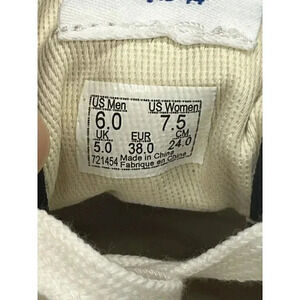 US Men US Women
6.0 7.5
UK EUR CM
5.0 38.0 24.0
721454 Made in China
Fabriqué en Chine